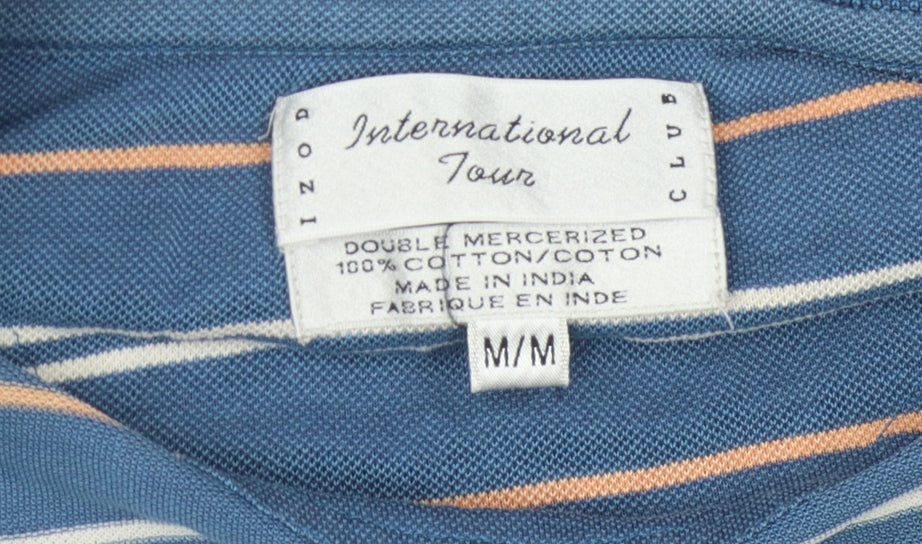 IZOD
International
Tour
CLUB
DOUBLE MERCERIZED
100% COTTON/COTON
MADE IN INDIA
FABRIQUE EN INDE
M/M